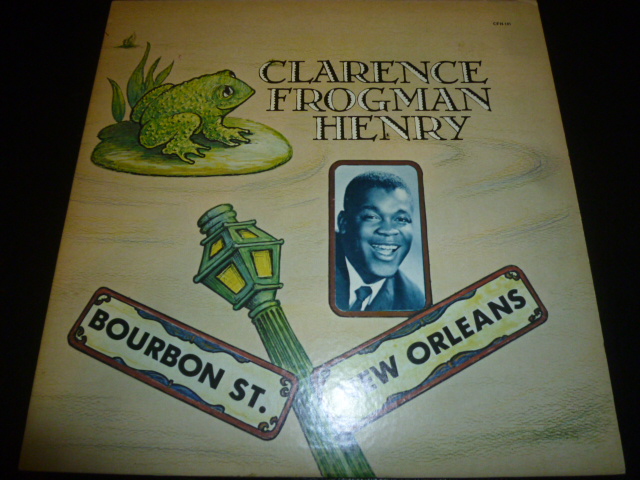 CLARENCE
FROGMAN
HENRY
BOURBON ST.
NEW ORLEANS